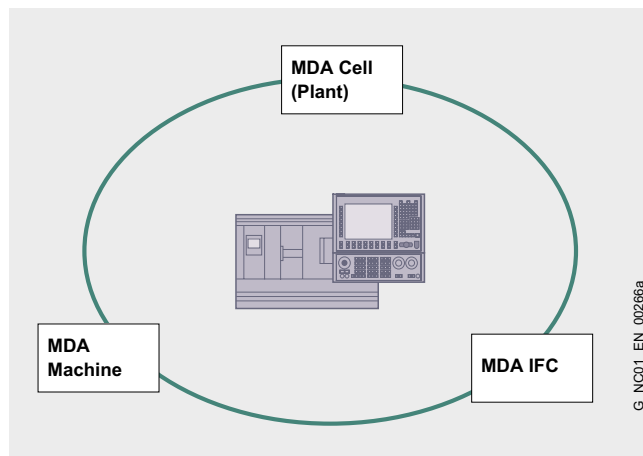 MDA Cell
(Plant)
MDA
Machine
MDA IFC
G_NC01_EN_00266a